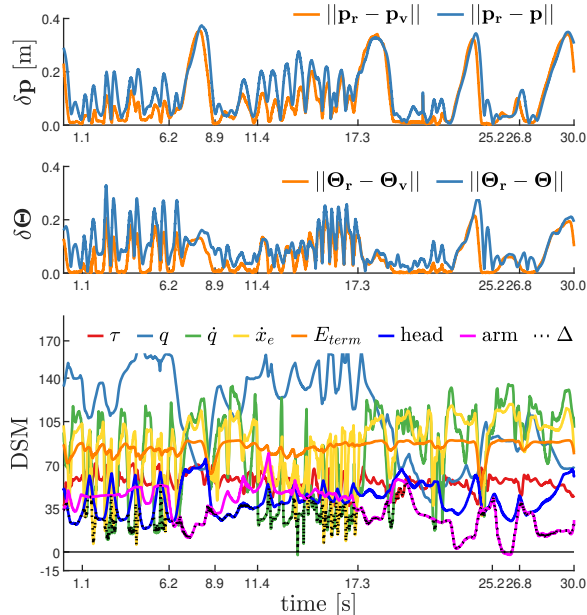 ||p_r − p_v|| ||p_r − p||
δp [m]
0.4
0.2
0.0
1.1 6.2 8.9 11.4 17.3 25.2 26.8 30.0
||Θ_r − Θ_v|| ||Θ_r − Θ||
δΘ
0.4
0.2
0.0
1.1 6.2 8.9 11.4 17.3 25.2 26.8 30.0
τ q q̇ ẋ_e E_term head arm Δ
DSM
170
140
105
70
35
0
−15
1.1 6.2 8.9 11.4 17.3 25.2 26.8 30.0
time [s]